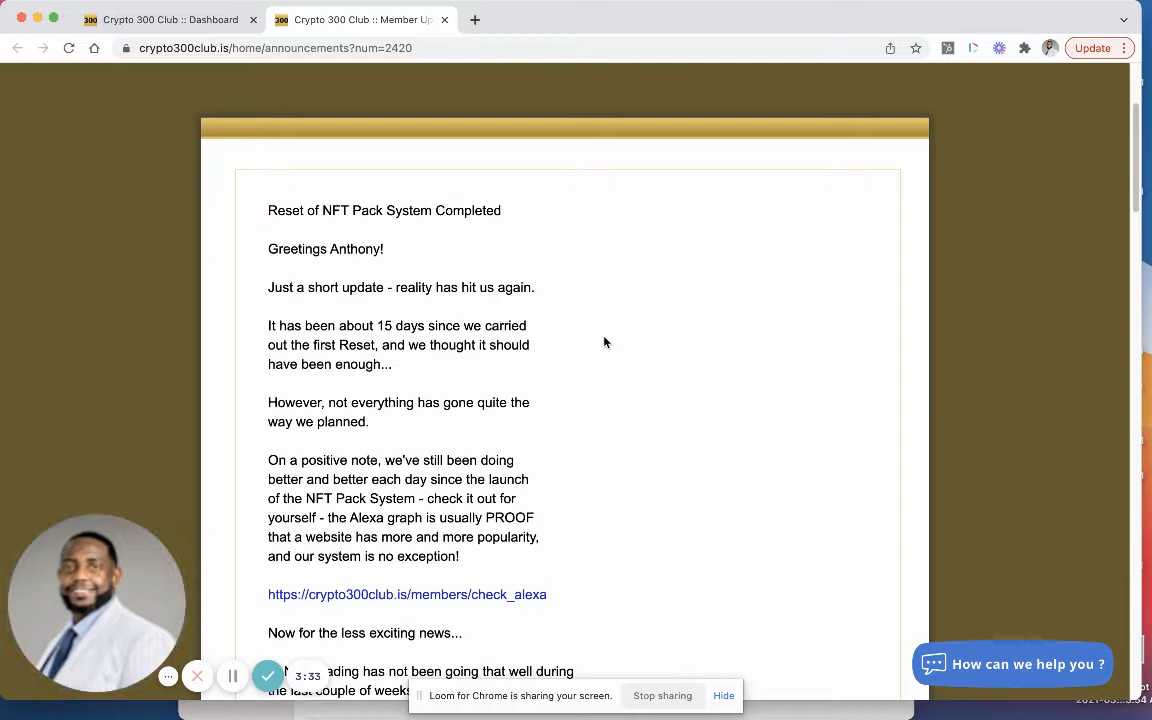 Crypto 300 Club :: Dashboard
Crypto 300 Club :: Member Up
crypto300club.is/home/announcements?num=2420
Update
Reset of NFT Pack System Completed
Greetings Anthony!
Just a short update - reality has hit us again.
It has been about 15 days since we carried
out the first Reset, and we thought it should
have been enough...
However, not everything has gone quite the
way we planned.
On a positive note, we've still been doing
better and better each day since the launch
of the NFT Pack System - check it out for
yourself - the Alexa graph is usually PROOF
that a website has more and more popularity,
and our system is no exception!
https://crypto300club.is/members/check_alexa
Now for the less exciting news...
ading has not been going that well during
the last couple of weeks
3:33
Loom for Chrome is sharing your screen.
Stop sharing
Hide
How can we help you ?